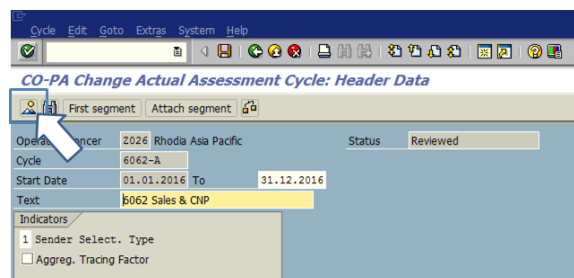 Cycle Edit Goto Extras System Help
CO-PA Change Actual Assessment Cycle: Header Data
First segment Attach segment
Z026 Rhodia Asia Pacific Status Reviewed
Cycle 6062-A
Start Date 01.01.2016 To 31.12.2016
Text 6062 Sales & CNP
Indicators
1 Sender Select. Type
Aggreg. Tracing Factor